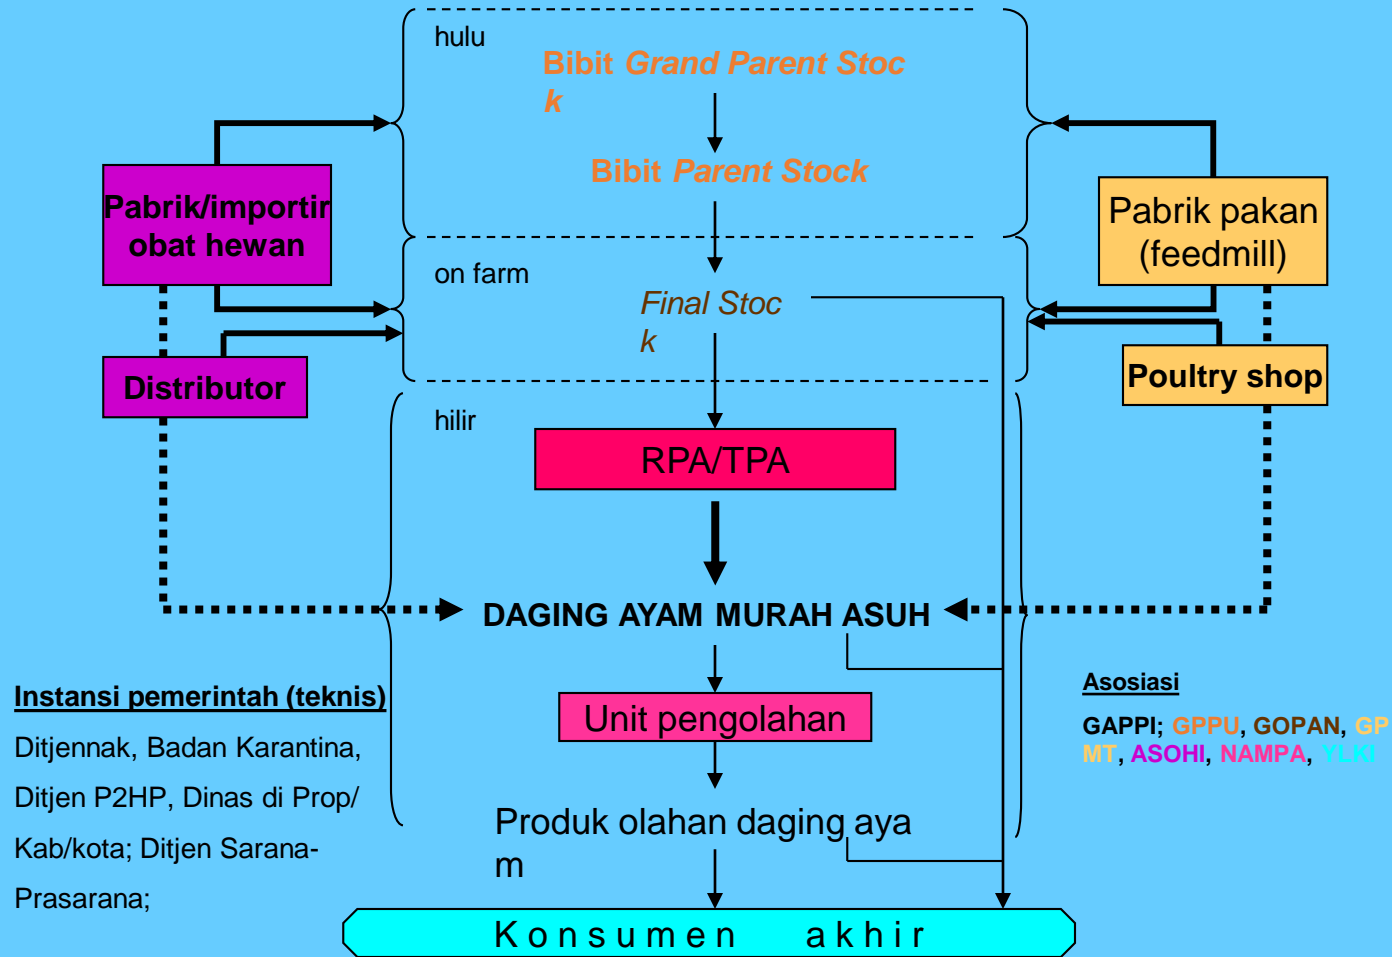 hulu
Bibit Grand Parent Stoc
k
Bibit Parent Stock
Pabrik/importir
obat hewan
Pabrik pakan
(feedmill)
on farm
Final Stoc
k
Distributor
Poultry shop
hilir
RPA/TPA
DAGING AYAM MURAH ASUH
Instansi pemerintah (teknis)
Ditjennak, Badan Karantina,
Ditjen P2HP, Dinas di Prop/
Kab/kota; Ditjen Sarana-
Prasarana;
Unit pengolahan
Asosiasi
GAPPI; GPPU, GOPAN, GP
MT, ASOHI, NAMPA, YLKI
Produk olahan daging aya
m
Konsumen akhir